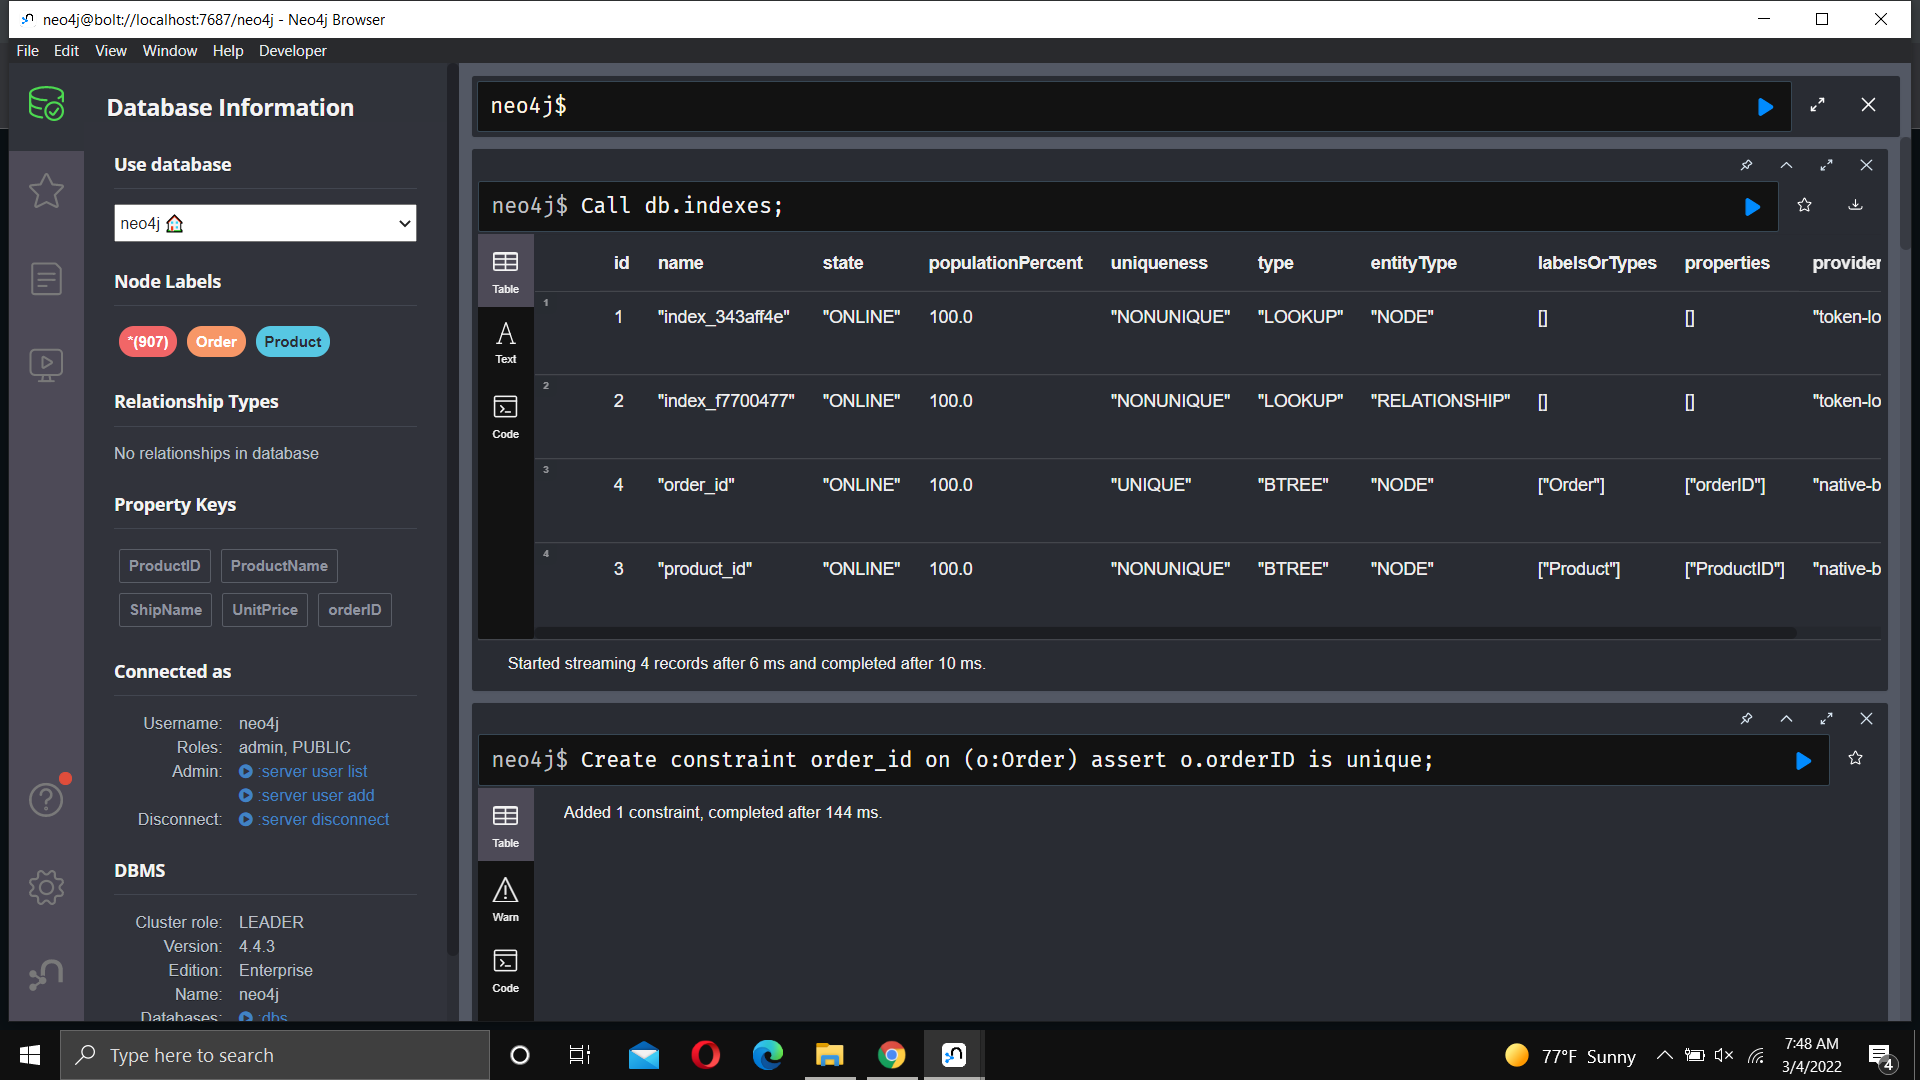 neo4j@bolt://localhost:7687/neo4j - Neo4j Browser
File Edit View Window Help Developer
Database Information
Use database
neo4j
Node Labels
*(907) Order Product
Relationship Types
No relationships in database
Property Keys
ProductID ProductName
ShipName UnitPrice orderID
Connected as
Username: neo4j
Roles: admin, PUBLIC
Admin: :server user list
:server user add
Disconnect: :server disconnect
DBMS
Cluster role: LEADER
Version: 4.4.3
Edition: Enterprise
Name: neo4j
Databases: :dbs
neo4j$
neo4j$ Call db.indexes;
Table
Text
Code
id name state populationPercent uniqueness type entityType labelsOrTypes properties provider
1 1 "index_343aff4e" "ONLINE" 100.0 "NONUNIQUE" "LOOKUP" "NODE" [] [] "token-lo
2 2 "index_f7700477" "ONLINE" 100.0 "NONUNIQUE" "LOOKUP" "RELATIONSHIP" [] [] "token-lo
3 4 "order_id" "ONLINE" 100.0 "UNIQUE" "BTREE" "NODE" ["Order"] ["orderID"] "native-b
4 3 "product_id" "ONLINE" 100.0 "NONUNIQUE" "BTREE" "NODE" ["Product"] ["ProductID"] "native-b
Started streaming 4 records after 6 ms and completed after 10 ms.
neo4j$ Create constraint order_id on (o:Order) assert o.orderID is unique;
Table
Warn
Code
Added 1 constraint, completed after 144 ms.
Type here to search
77°F Sunny
7:48 AM
3/4/2022
4